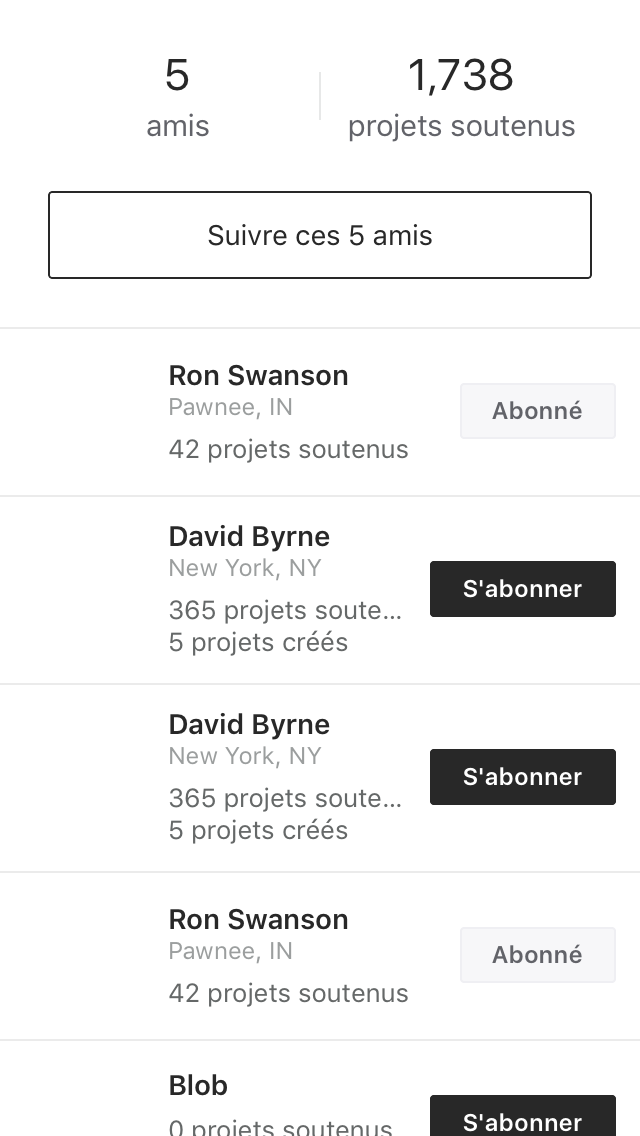 5
amis
1,738
projets soutenus
Suivre ces 5 amis
Ron Swanson
Pawnee, IN
42 projets soutenus
Abonné
David Byrne
New York, NY
365 projets soute...
5 projets créés
S'abonner
David Byrne
New York, NY
365 projets soute...
5 projets créés
S'abonner
Ron Swanson
Pawnee, IN
42 projets soutenus
Abonné
Blob
0 projets soutenus
S'abonner